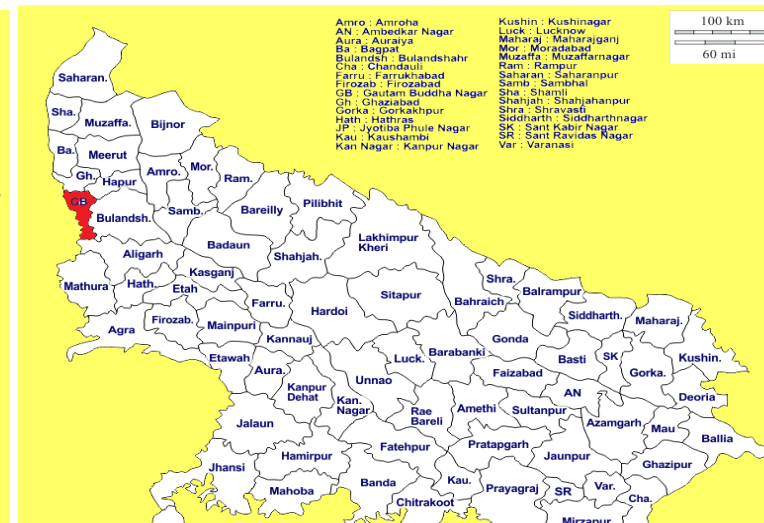 Amro : Amroha
AN : Ambedkar Nagar
Aura : Auraiya
Ba : Bagpat
Bulandsh : Bulandshahr
Cha : Chandauli
Farru : Farrukhabad
Firozab : Firozabad
GB : Gautam Buddha Nagar
Gh : Ghaziabad
Gorka : Gorkakhpur
Hath : Hathras
JP : Jyotiba Phule Nagar
Kau : Kaushambi
Kan Nagar : Kanpur Nagar
Kushin : Kushinagar
Luck : Lucknow
Maharaj : Maharajganj
Mor : Moradabad
Muzaffa : Muzaffarnagar
Ram : Rampur
Saharan : Saharanpur
Samb : Sambhal
Sha : Shamli
Shahjah : Shahjahanpur
Shra : Shravasti
Siddharth : Siddharthnagar
SK : Sant Kabir Nagar
SR : Sant Ravidas Nagar
Var : Varanasi
100 km
60 mi
Saharan.
Sha.
Muzaffa.
Bijnor
Ba.
Meerut
Gh.
Hapur
Amro.
Mor.
Ram.
GB
Bulandsh.
Samb.
Bareilly
Pilibhit
Badaun
Shahjah.
Lakhimpur
Kheri
Aligarh
Mathura
Hath.
Kasganj
Etah
Farru.
Hardoi
Sitapur
Bahraich
Shra.
Balrampur
Siddharth.
Maharaj.
Agra
Firozab.
Mainpuri
Kannauj
Etawah
Aura.
Kanpur
Dehat
Kan.
Nagar
Unnao
Luck.
Barabanki
Gonda
Faizabad
Basti
SK
Gorka.
Kushin.
Deoria
AN
Rae
Bareli
Amethi
Sultanpur
Azamgarh
Mau
Ballia
Jalaun
Hamirpur
Fatehpur
Pratapgarh
Jaunpur
Ghazipur
Jhansi
Mahoba
Banda
Chitrakoot
Kau.
Prayagraj
SR
Var.
Cha.
Mirzapur